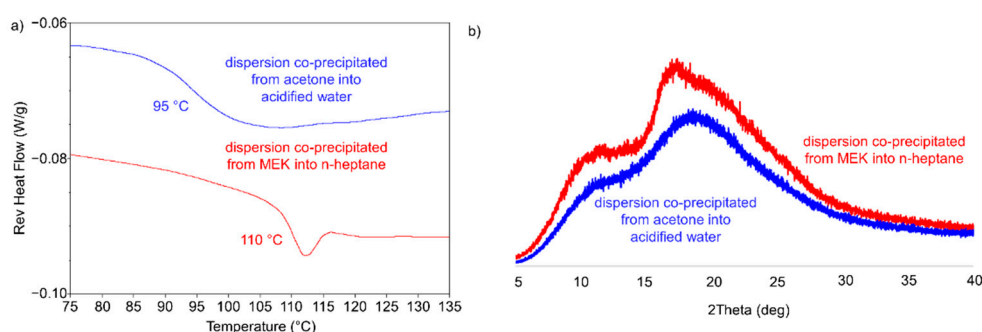 a)
Rev Heat Flow (W/g)
−0.06
−0.08
−0.10
dispersion co-precipitated
from acetone into
acidified water
95 °C
dispersion co-precipitated
from MEK into n-heptane
110 °C
75 80 85 90 95 100 105 110 115 120 125 130 135
Temperature (°C)
b)
dispersion co-precipitated
from MEK into n-heptane
dispersion co-precipitated
from acetone into
acidified water
5 10 15 20 25 30 35 40
2Theta (deg)